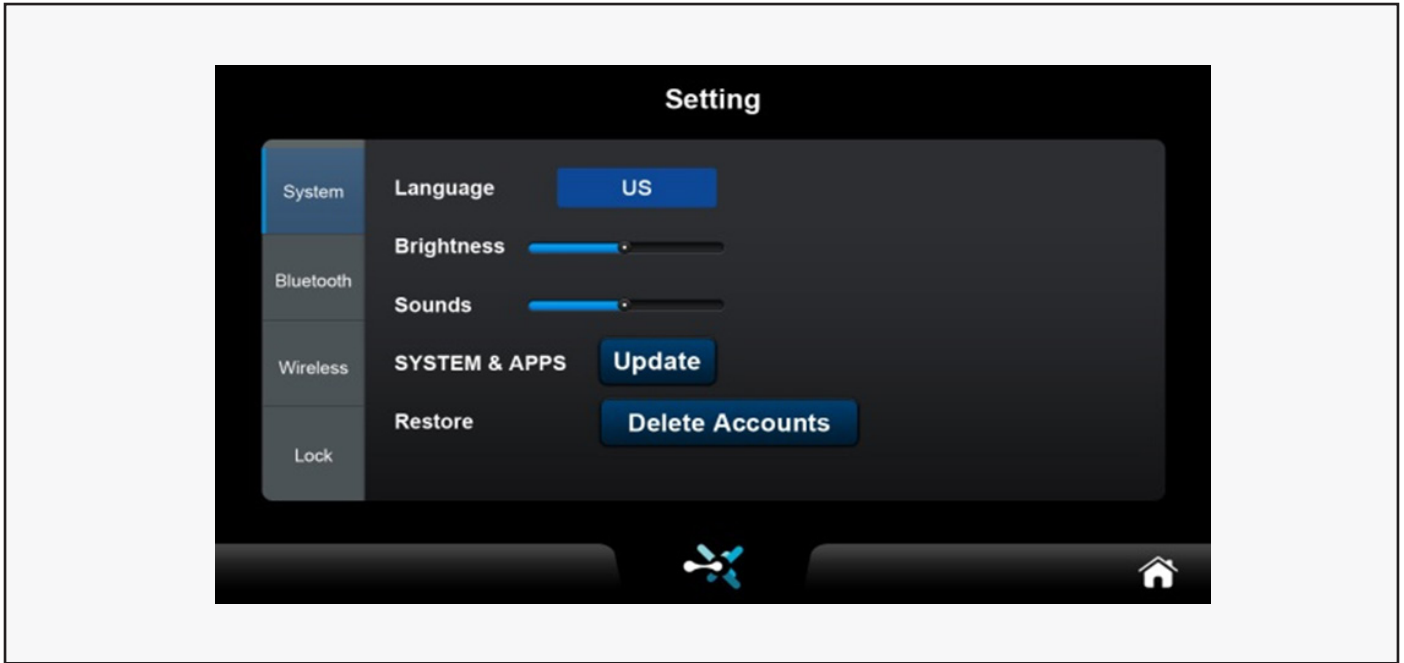 Setting
System
Bluetooth
Wireless
Lock
Language US
Brightness
Sounds
SYSTEM & APPS Update
Restore Delete Accounts